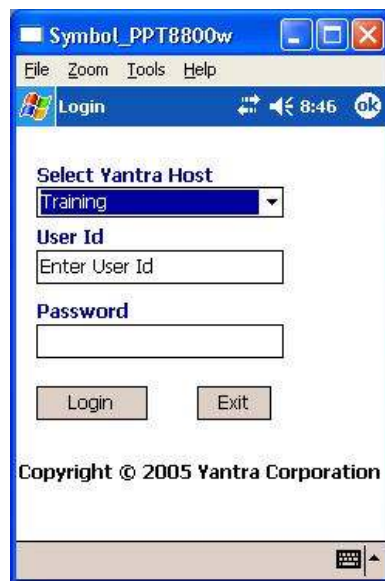 Symbol_PPT8800w
File Zoom Tools Help
Login 8:46 ok
Select Yantra Host
Training
User Id
Enter User Id
Password
Login Exit
Copyright © 2005 Yantra Corporation